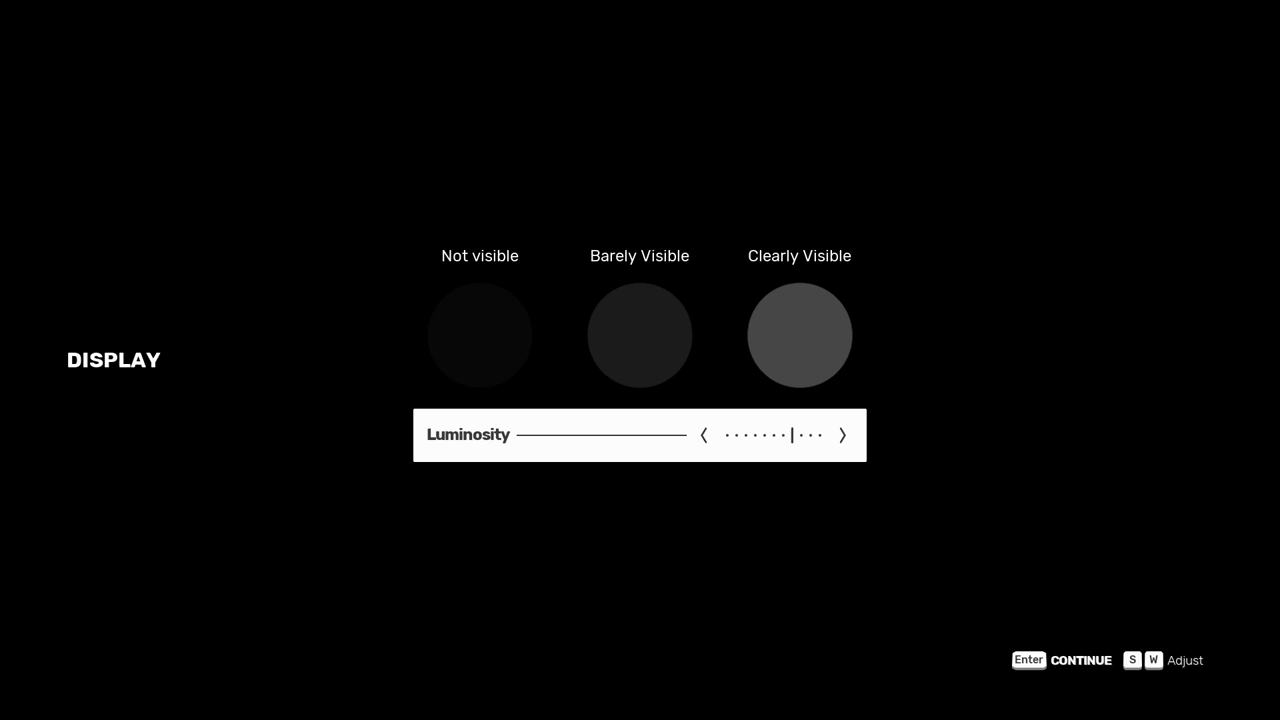 Not visible
Barely Visible
Clearly Visible
DISPLAY
Luminosity
Enter CONTINUE S W Adjust